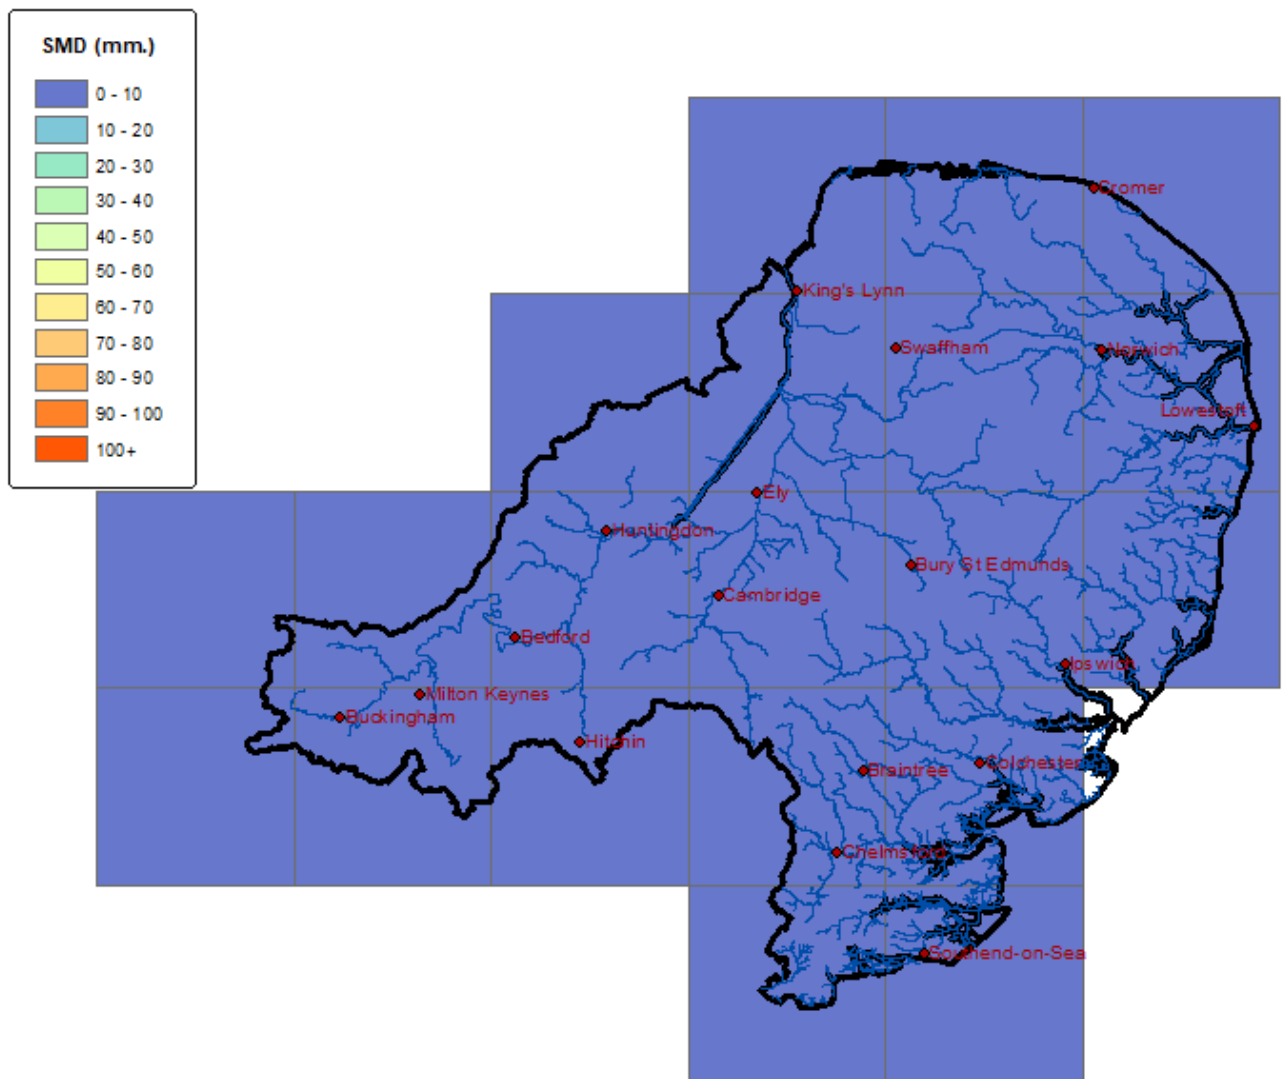 SMD (mm.)
0 - 10
10 - 20
20 - 30
30 - 40
40 - 50
50 - 60
60 - 70
70 - 80
80 - 90
90 - 100
100+
Cromer
King's Lynn
Swaffham
Norwich
Lowestoft
Ely
Huntingdon
Bury St Edmunds
Cambridge
Bedford
Ipswich
Milton Keynes
Buckingham
Hitchin
Braintree
Colchester
Chelmsford
Southend-on-Sea